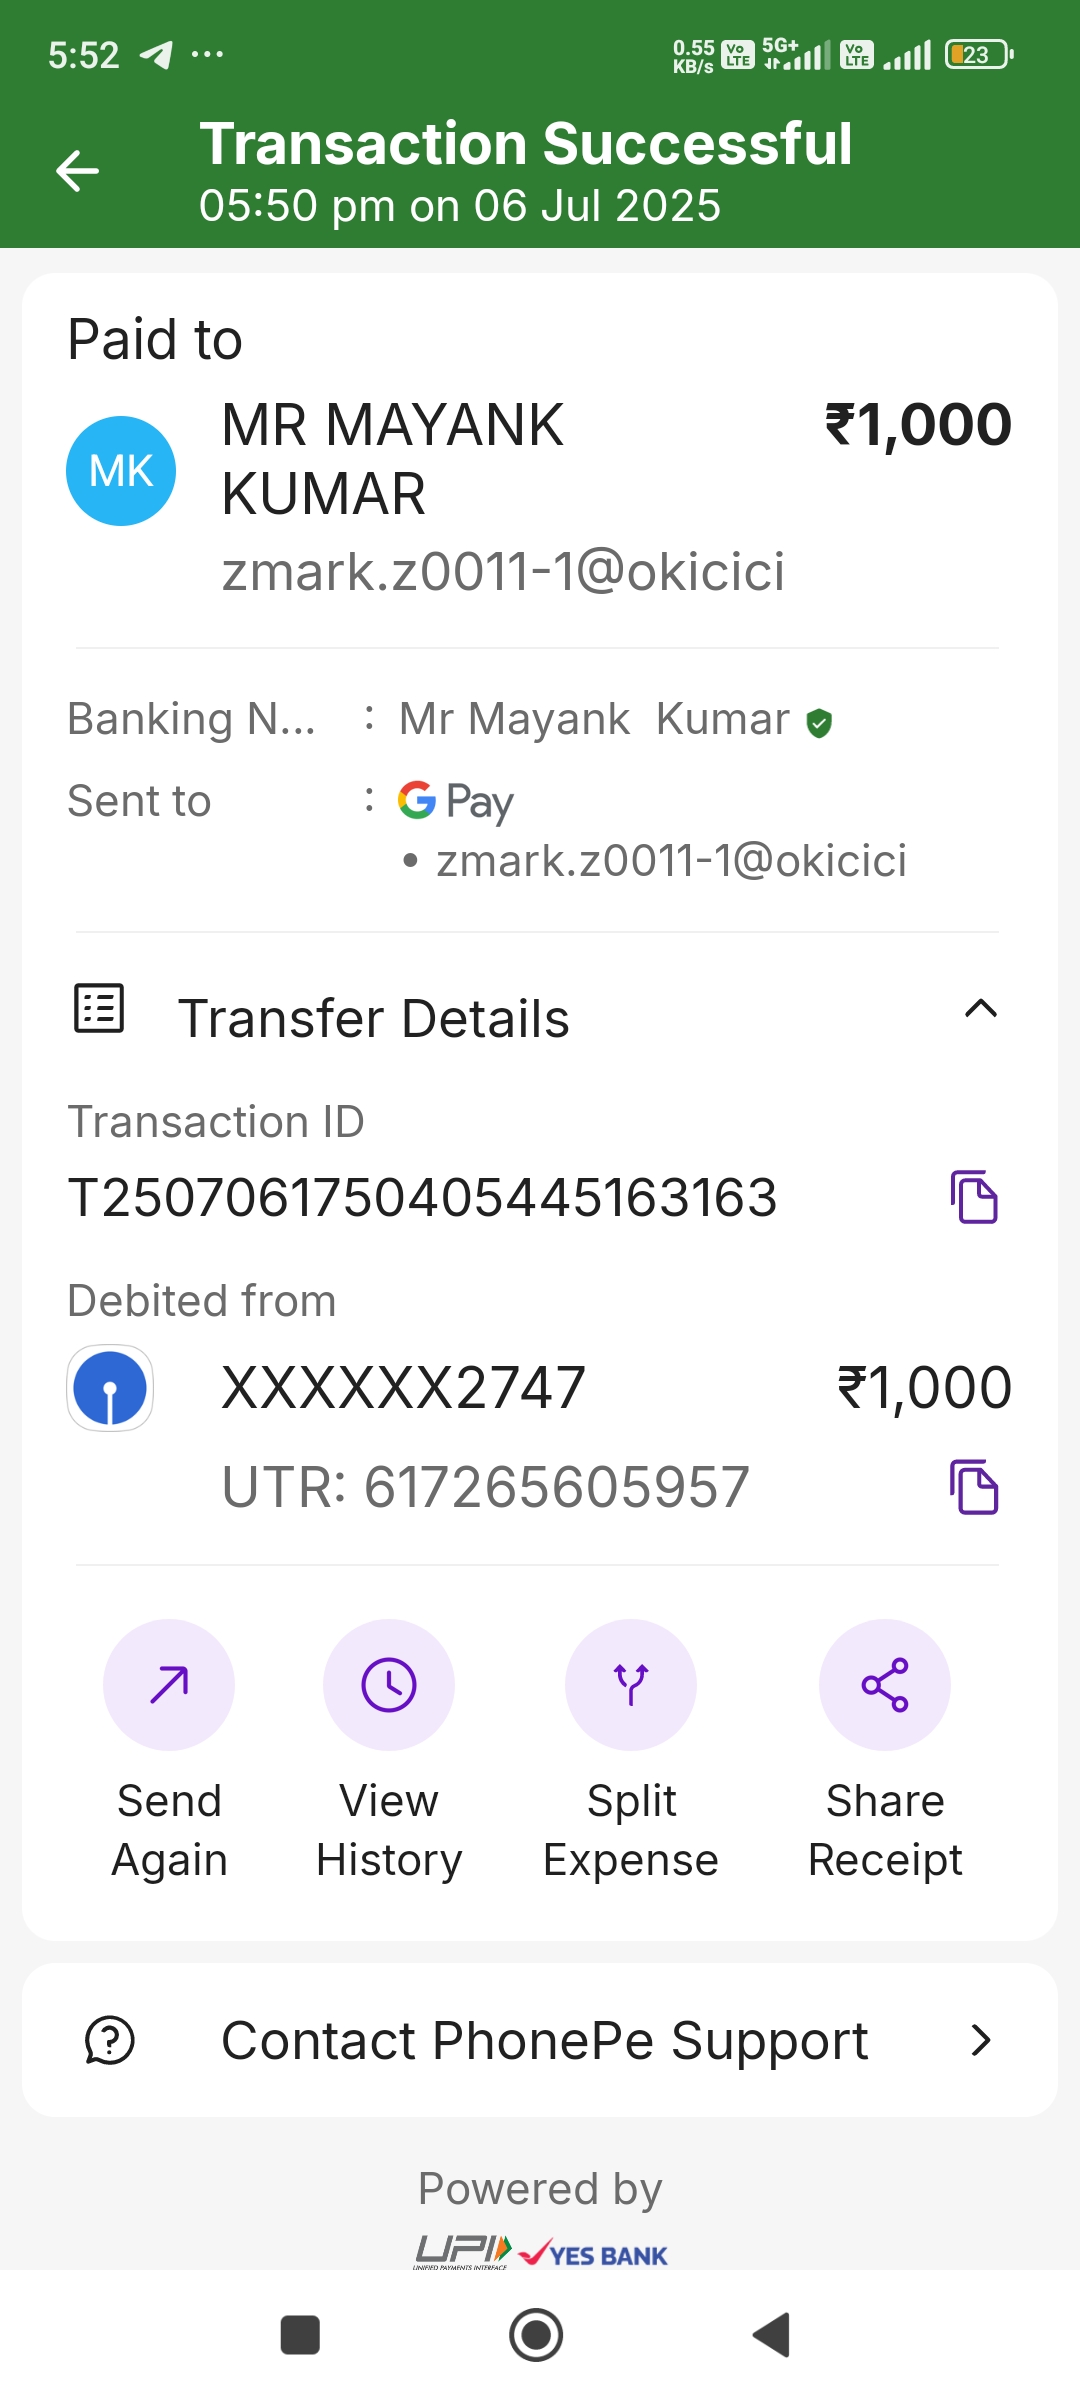 5:52 ... 0.55 KB/s Vo LTE 5G+ Vo LTE 23
Transaction Successful
05:50 pm on 06 Jul 2025
Paid to
MK MR MAYANK ₹1,000
KUMAR
zmark.z0011-1@okicici
Banking N... : Mr Mayank  Kumar
Sent to : G Pay
• zmark.z0011-1@okicici
Transfer Details
Transaction ID
T2507061750405445163163
Debited from
XXXXXX2747 ₹1,000
UTR: 617265605957
Send View Split Share
Again History Expense Receipt
Contact PhonePe Support
Powered by
UPI YES BANK
UNIFIED PAYMENTS INTERFACE